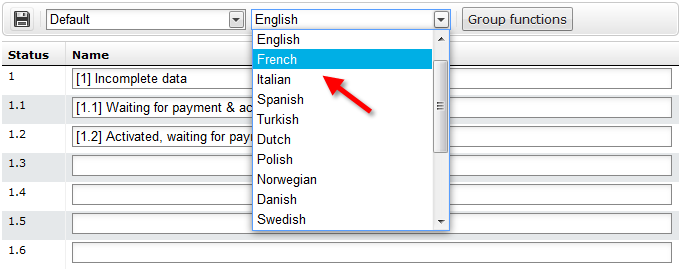 Default English Group functions
Status Name
English
French
Italian
Spanish
Turkish
Dutch
Polish
Norwegian
Danish
Swedish
1 [1] Incomplete data
1.1 [1.1] Waiting for payment & ac
1.2 [1.2] Activated, waiting for pay
1.3
1.4
1.5
1.6